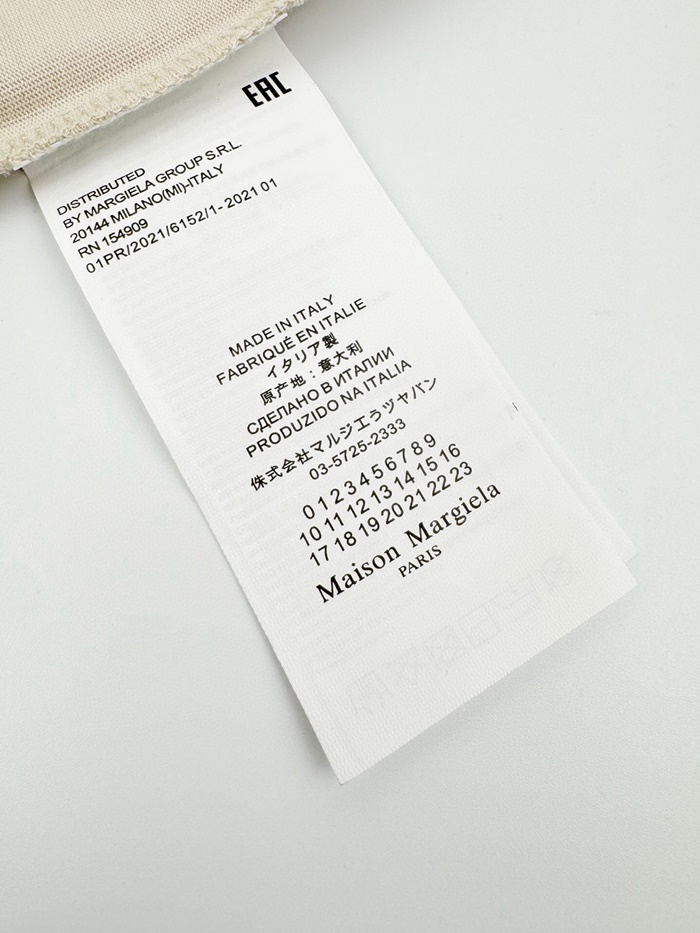 EAC
DISTRIBUTED
BY MARGIELA GROUP S.R.L.
20144 MILANO(MI)-ITALY
RN 154909
01PR/2021/6152/1-2021 01
MADE IN ITALY
FABRIQUÉ EN ITALIE
イタリア製
原产地：意大利
СДЕЛАНО В ИТАЛИИ
PRODUZIDO NA ITALIA
侏式会社マルジエラヅヤバン
03-5725-2333
0 1 2 3 4 5 6 7 8 9
10 11 12 13 14 15 16
17 18 19 20 21 22 23
Maison Margiela
PARIS